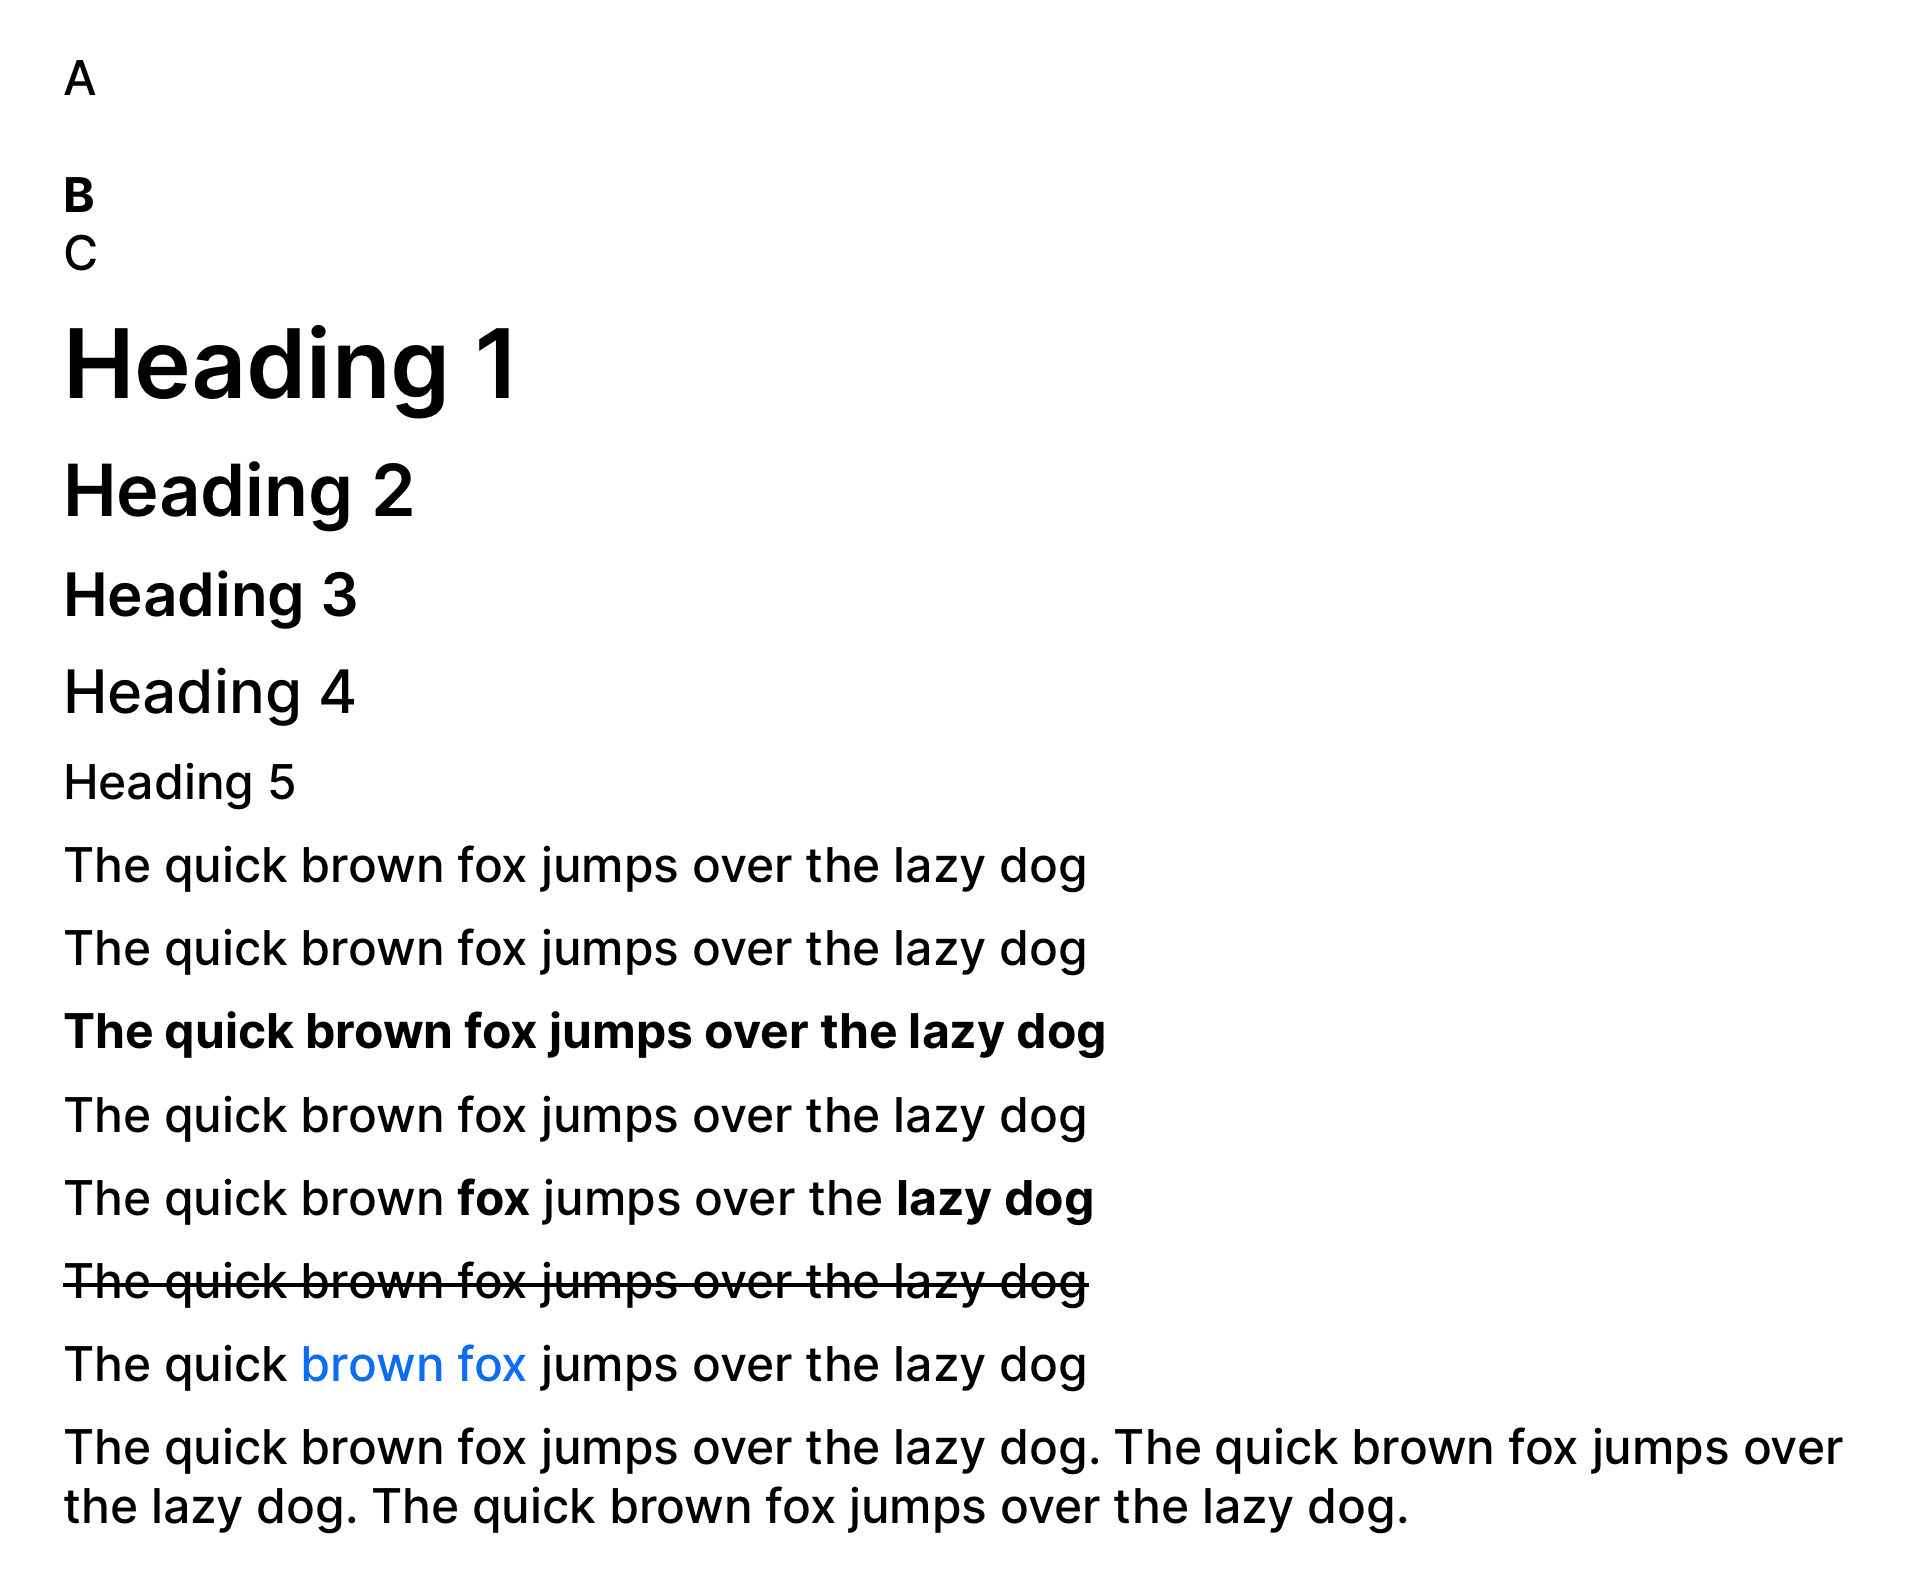 A
B
C
Heading 1
Heading 2
Heading 3
Heading 4
Heading 5
The quick brown fox jumps over the lazy dog
The quick brown fox jumps over the lazy dog
The quick brown fox jumps over the lazy dog
The quick brown fox jumps over the lazy dog
The quick brown fox jumps over the lazy dog
The quick brown fox jumps over the lazy dog
The quick brown fox jumps over the lazy dog
The quick brown fox jumps over the lazy dog. The quick brown fox jumps over
the lazy dog. The quick brown fox jumps over the lazy dog.